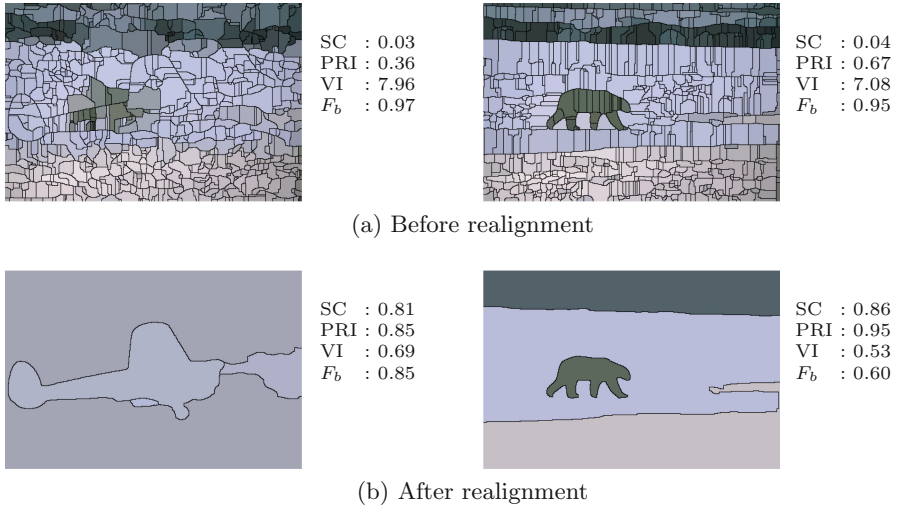 SC : 0.03
PRI : 0.36
VI : 7.96
F_b : 0.97
SC : 0.04
PRI : 0.67
VI : 7.08
F_b : 0.95
(a) Before realignment
SC : 0.81
PRI : 0.85
VI : 0.69
F_b : 0.85
SC : 0.86
PRI : 0.95
VI : 0.53
F_b : 0.60
(b) After realignment